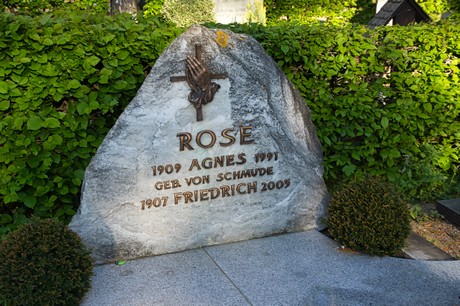 ROSE
1909 AGNES 1991
GEB. VON SCHMUDE
1907 FRIEDRICH 2005